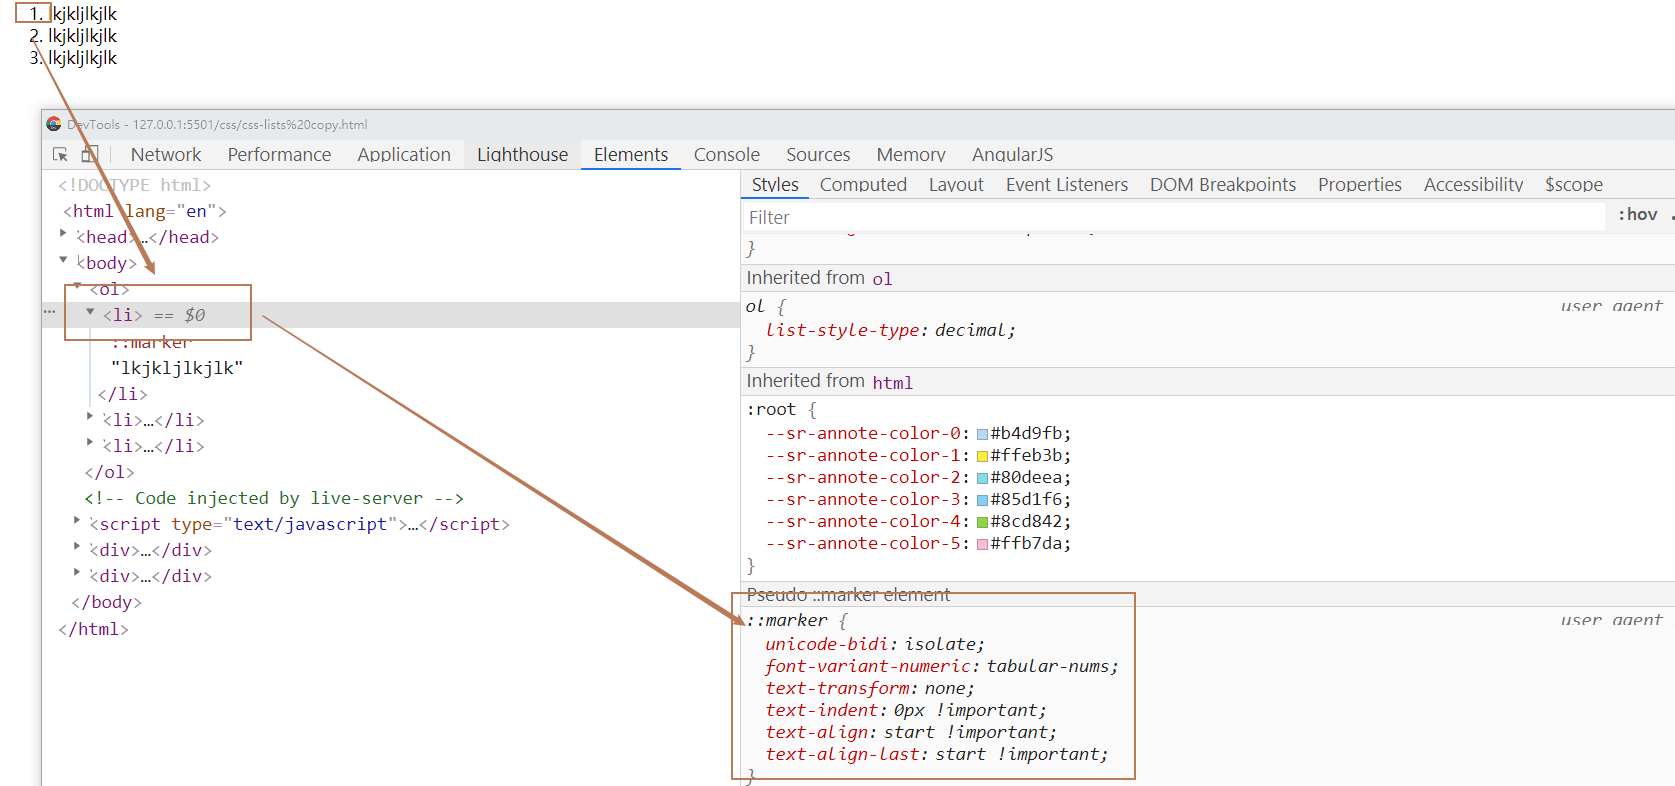 1. lkjkljlkjlk
2. lkjkljlkjlk
3. lkjkljlkjlk
DevTools - 127.0.0.1:5501/css/css-lists%20copy.html
Network Performance Application Lighthouse Elements Console Sources Memory AngularJS
<!DOCTYPE html>
<html lang="en">
<head>…</head>
<body>
<ol>
<li> == $0
::marker
"lkjkljlkjlk"
</li>
<li>…</li>
<li>…</li>
</ol>
<!-- Code injected by live-server -->
<script type="text/javascript">…</script>
<div>…</div>
<div>…</div>
</body>
</html>
Styles Computed Layout Event Listeners DOM Breakpoints Properties Accessibility $scope
Filter :hov .
}
Inherited from ol
ol { user agent
list-style-type: decimal;
}
Inherited from html
:root {
--sr-annote-color-0: #b4d9fb;
--sr-annote-color-1: #ffeb3b;
--sr-annote-color-2: #80deea;
--sr-annote-color-3: #85d1f6;
--sr-annote-color-4: #8cd842;
--sr-annote-color-5: #ffb7da;
}
Pseudo ::marker element
::marker { user agent
unicode-bidi: isolate;
font-variant-numeric: tabular-nums;
text-transform: none;
text-indent: 0px !important;
text-align: start !important;
text-align-last: start !important;
}